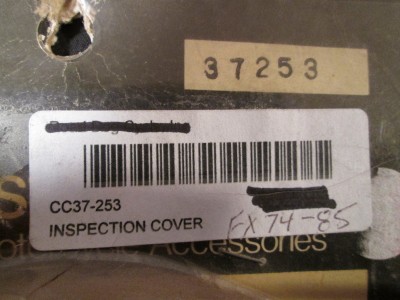 37253
CC37-253
INSPECTION COVER
FX 74-85
Accessories